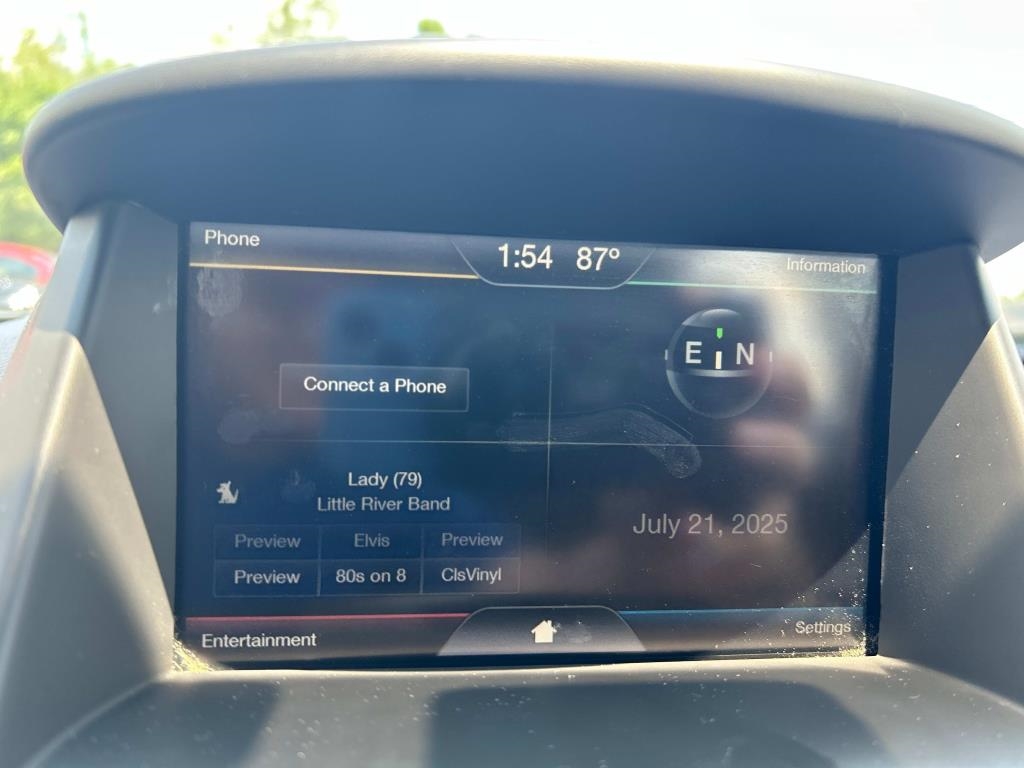 Phone
1:54 87°
Information
Connect a Phone
E N
Lady (79)
Little River Band
Preview Elvis Preview
Preview 80s on 8 ClsVinyl
July 21, 2025
Entertainment
Settings